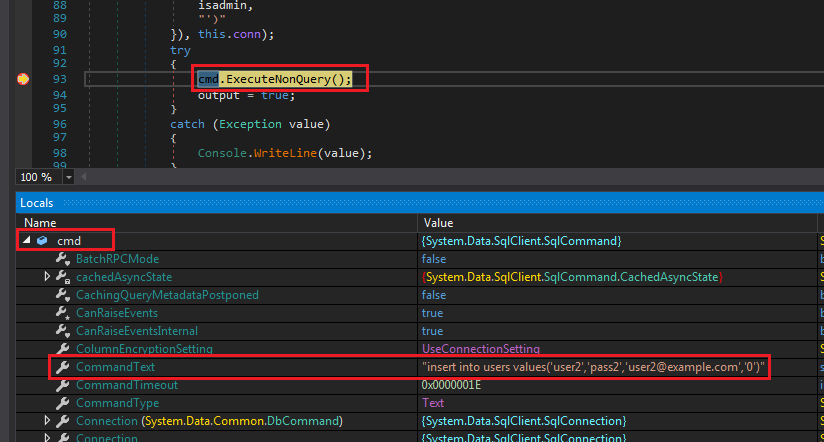 88 isadmin,
89 "')"
90 }), this.conn);
91 try
92 {
93 cmd.ExecuteNonQuery();
94 output = true;
95 }
96 catch (Exception value)
97 {
98 Console.WriteLine(value);
99 }
100 %
Locals
Name Value
cmd {System.Data.SqlClient.SqlCommand}
BatchRPCMode false
cachedAsyncState {System.Data.SqlClient.SqlCommand.CachedAsyncState}
CachingQueryMetadataPostponed false
CanRaiseEvents true
CanRaiseEventsInternal true
ColumnEncryptionSetting UseConnectionSetting
CommandText "insert into users values('user2','pass2','user2@example.com','0')"
CommandTimeout 0x0000001E
CommandType Text
Connection (System.Data.Common.DbCommand) {System.Data.SqlClient.SqlConnection}
Connection {System.Data.SqlClient.SqlConnection}